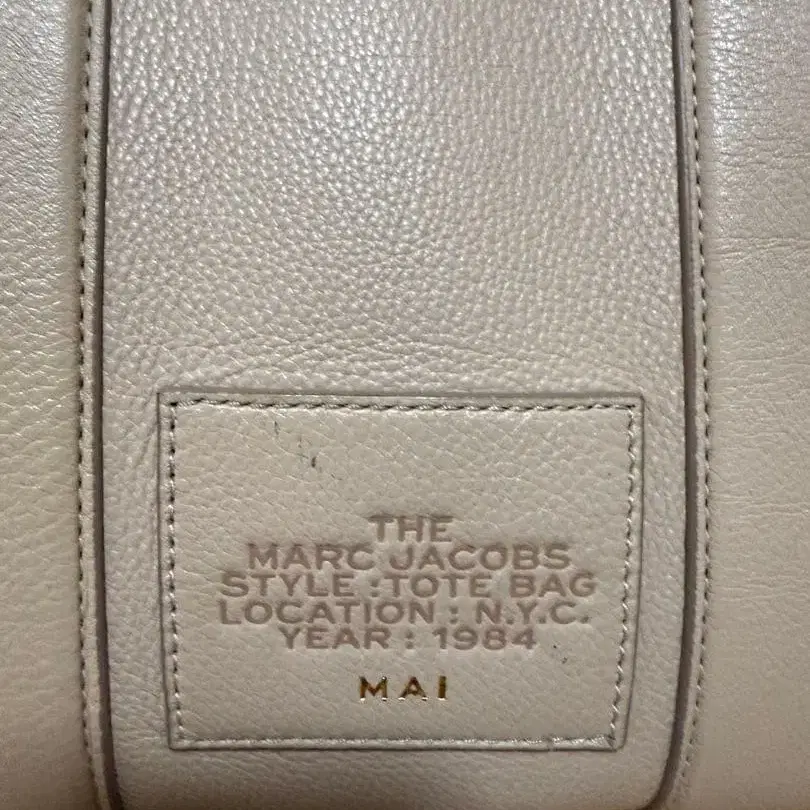 THE
MARC JACOBS
STYLE :TOTE BAG
LOCATION : N.Y.C.
YEAR : 1984
MAI